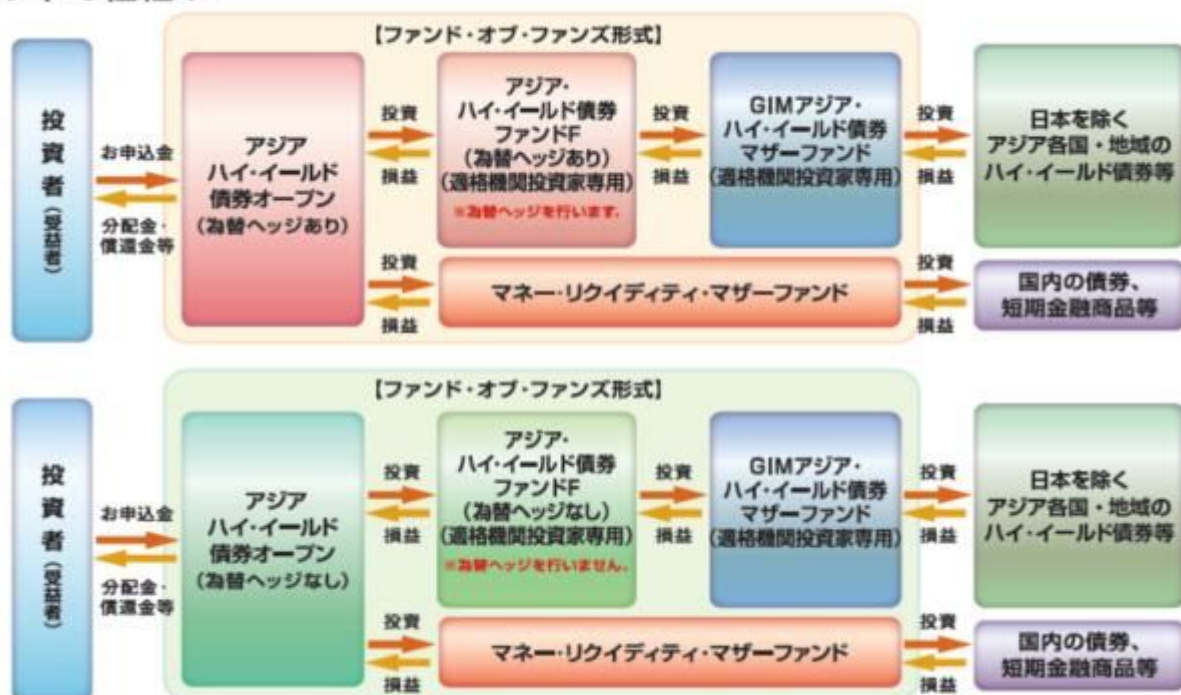 【ファンド・オブ・ファンズ形式】
投資者(受益者)
お申込金
分配金・
償還金等
アジア
ハイ・イールド
債券オープン
(為替ヘッジあり)
投資
損益
アジア・
ハイ・イールド債券
ファンドF
(為替ヘッジあり)
(適格機関投資家専用)
※為替ヘッジを行います。
投資
損益
GIMアジア・
ハイ・イールド債券
マザーファンド
(適格機関投資家専用)
投資
損益
日本を除く
アジア各国・地域の
ハイ・イールド債券等
投資
損益
マネー・リクイディティ・マザーファンド
投資
損益
国内の債券、
短期金融商品等
【ファンド・オブ・ファンズ形式】
投資者(受益者)
お申込金
分配金・
償還金等
アジア
ハイ・イールド
債券オープン
(為替ヘッジなし)
投資
損益
アジア・
ハイ・イールド債券
ファンドF
(為替ヘッジなし)
(適格機関投資家専用)
※為替ヘッジを行いません。
投資
損益
GIMアジア・
ハイ・イールド債券
マザーファンド
(適格機関投資家専用)
投資
損益
日本を除く
アジア各国・地域の
ハイ・イールド債券等
投資
損益
マネー・リクイディティ・マザーファンド
投資
損益
国内の債券、
短期金融商品等